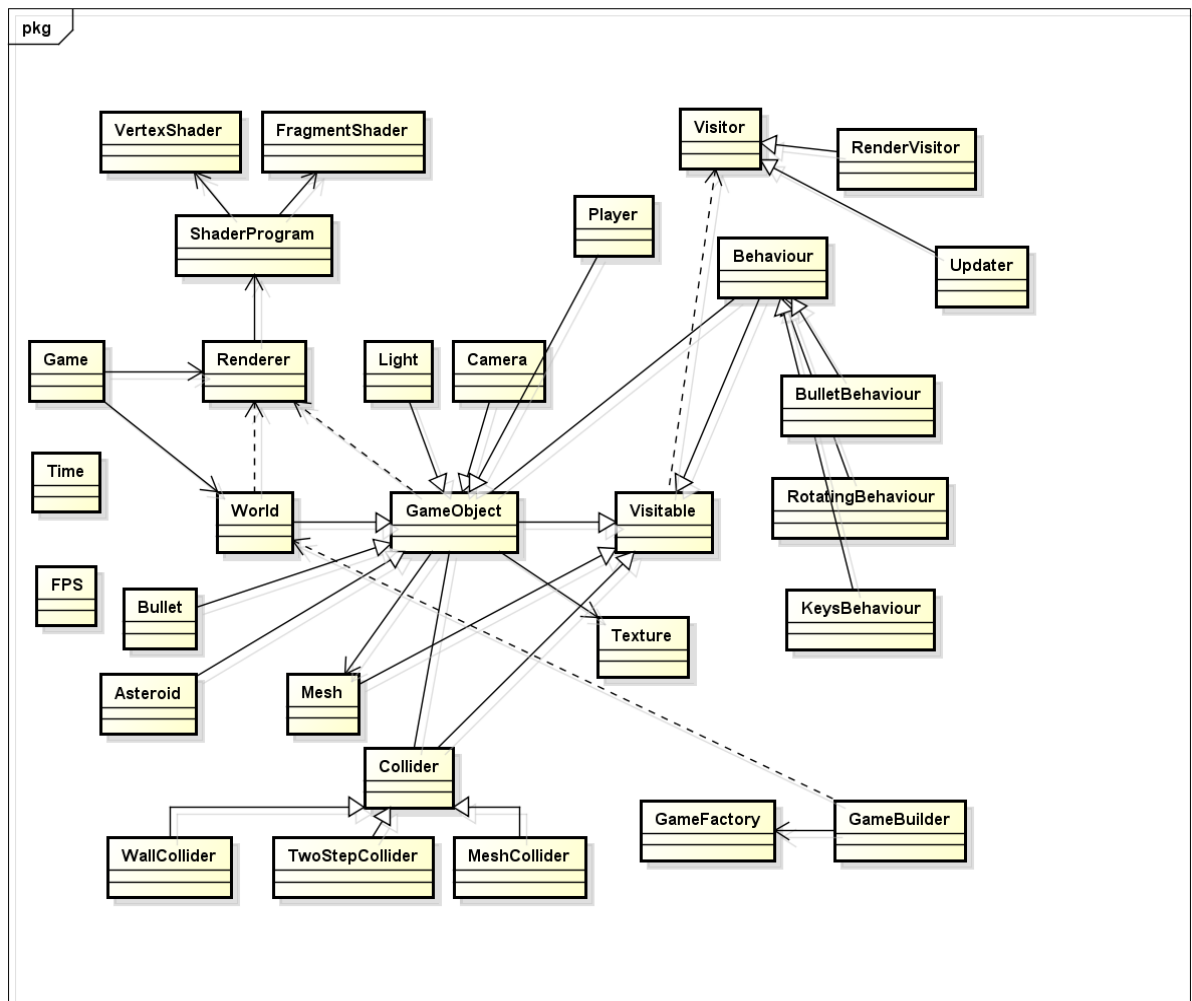 pkg
VertexShader
FragmentShader
Visitor
RenderVisitor
ShaderProgram
Player
Behaviour
Updater
Game
Renderer
Light
Camera
BulletBehaviour
Time
World
GameObject
Visitable
RotatingBehaviour
FPS
Bullet
Texture
KeysBehaviour
Asteroid
Mesh
Collider
GameFactory
GameBuilder
WallCollider
TwoStepCollider
MeshCollider